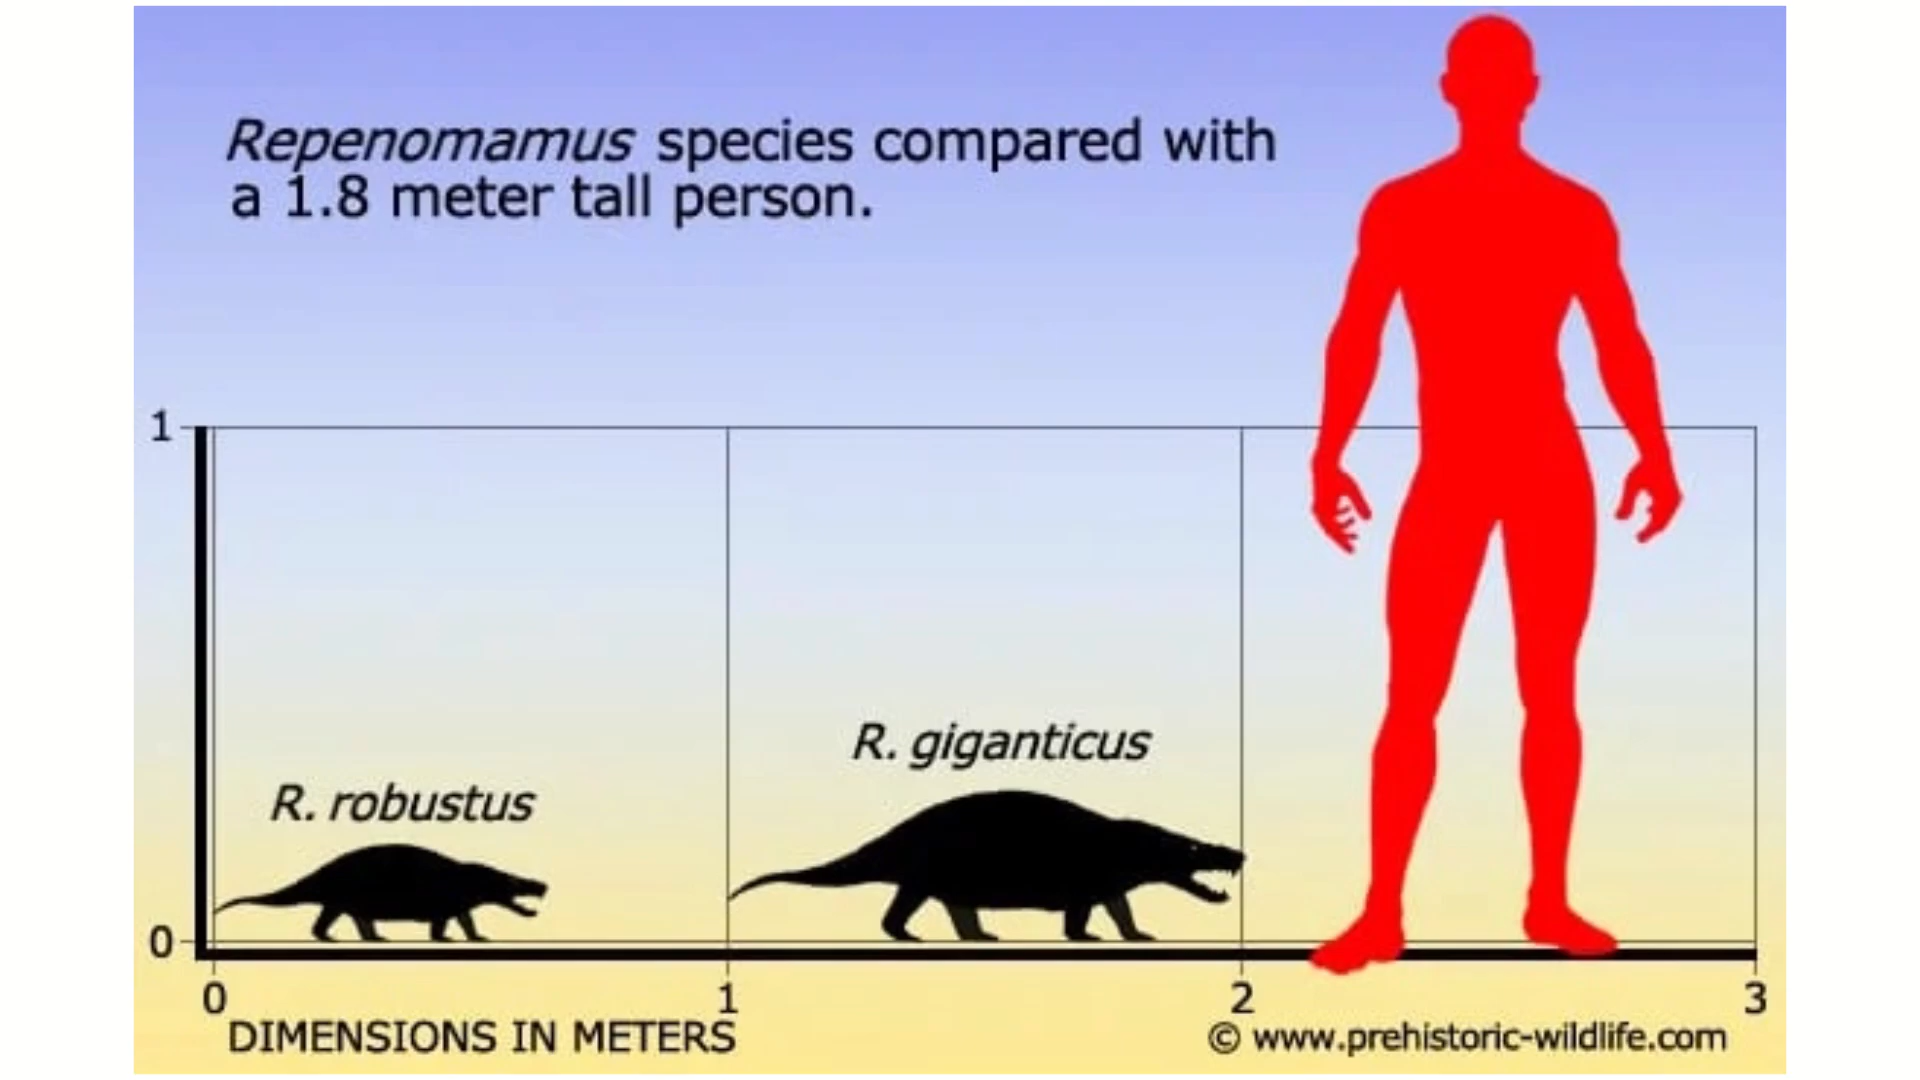 Repenomamus species compared with
a 1.8 meter tall person.
1
R. giganticus
R. robustus
0
0 1 2 3
DIMENSIONS IN METERS
© www.prehistoric-wildlife.com